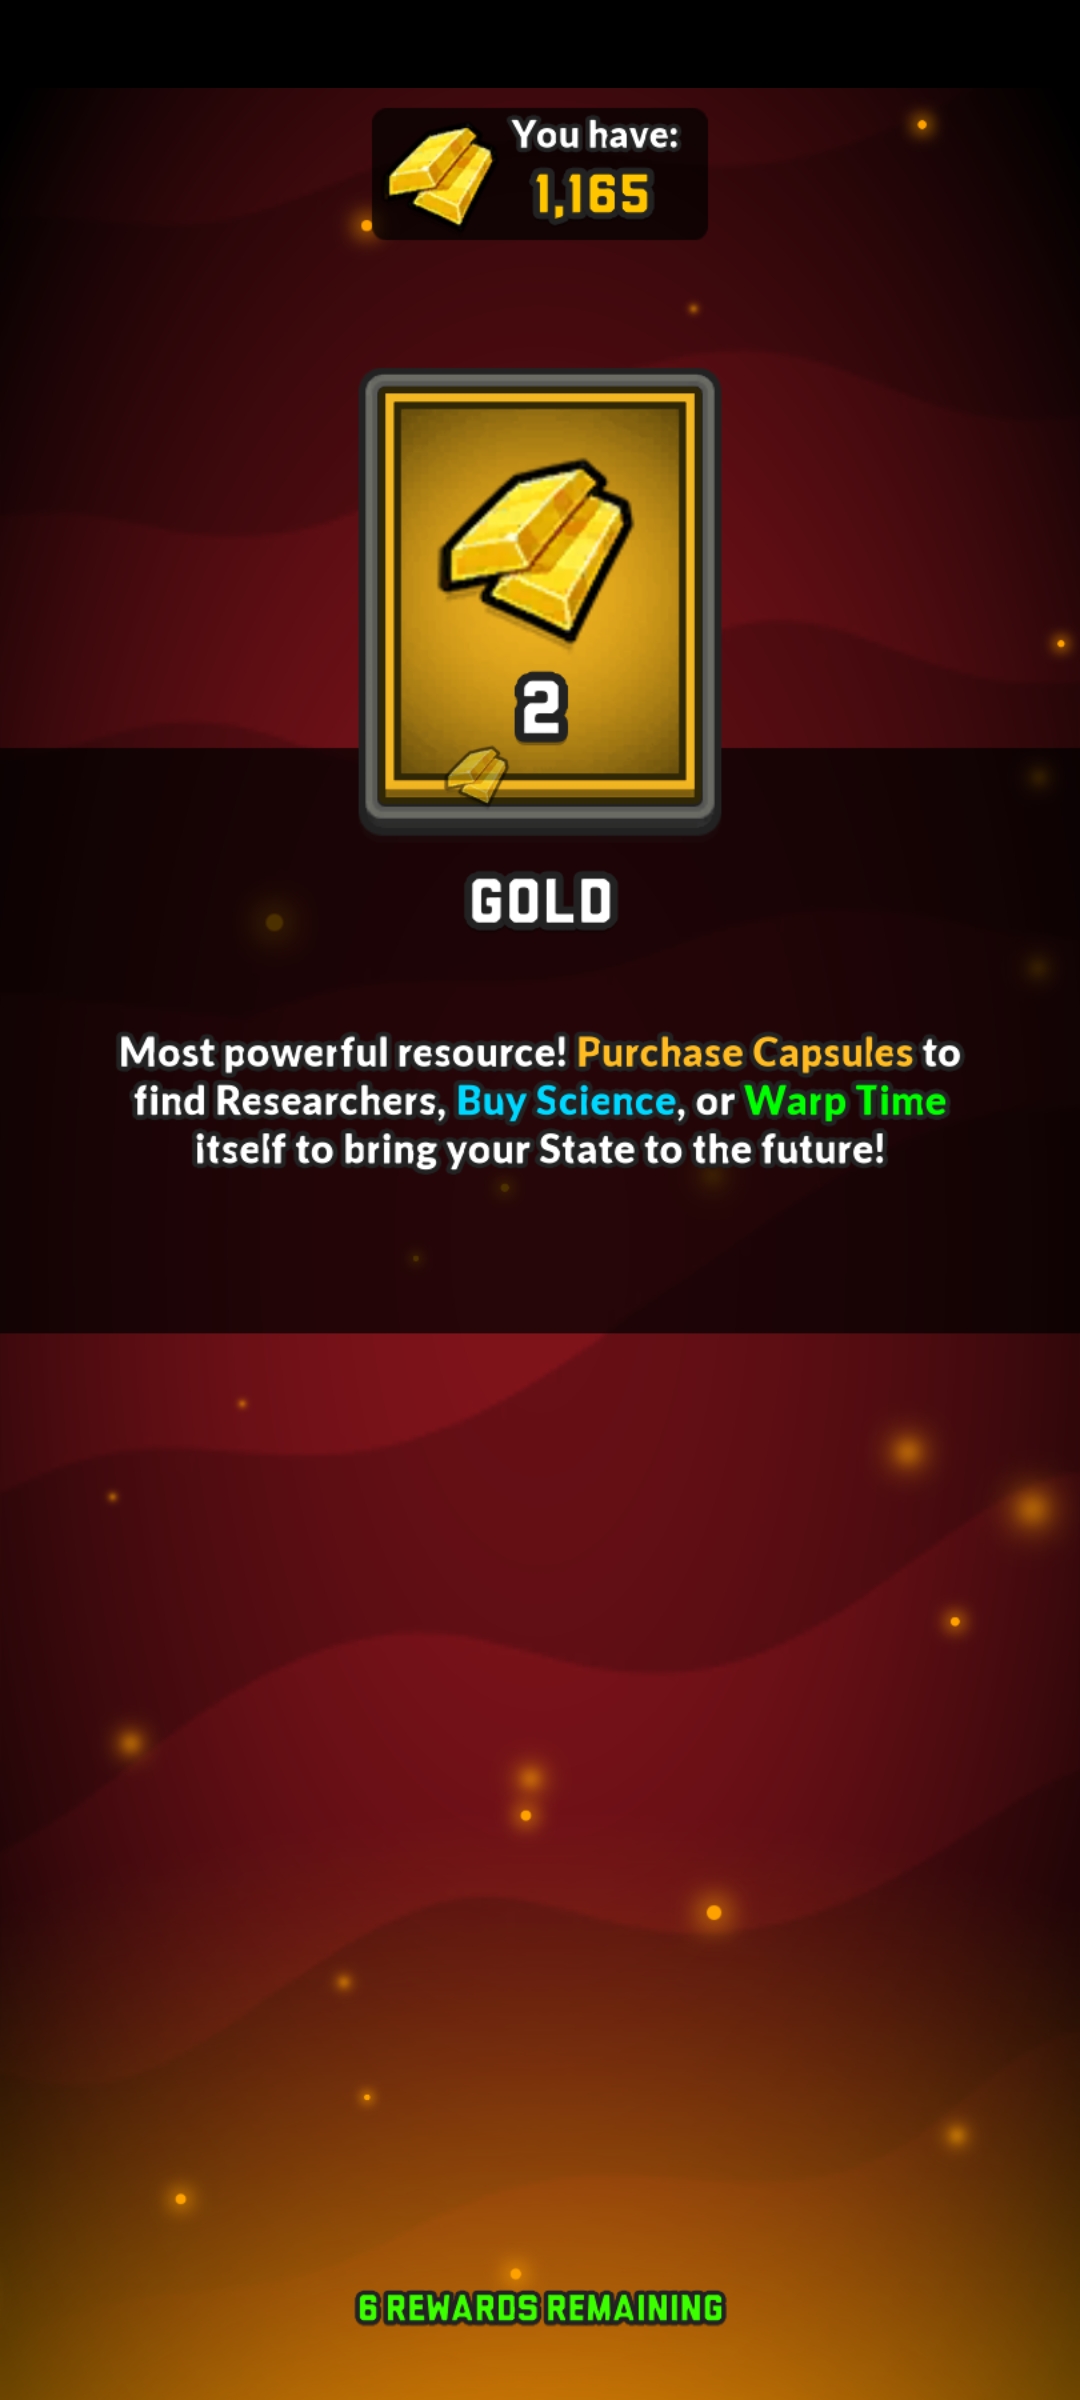 You have:
1,165
2
GOLD
Most powerful resource! Purchase Capsules to
find Researchers, Buy Science, or Warp Time
itself to bring your State to the future!
6 REWARDS REMAINING